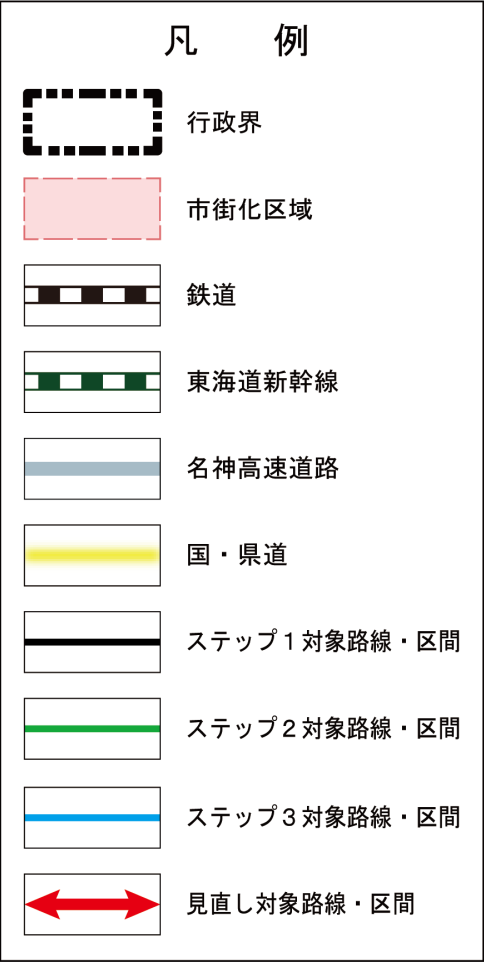 凡　例
行政界
市街化区域
鉄道
東海道新幹線
名神高速道路
国・県道
ステップ１対象路線・区間
ステップ２対象路線・区間
ステップ３対象路線・区間
見直し対象路線・区間